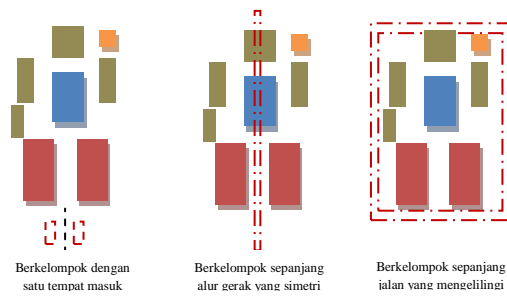 Berkelompok dengan
satu tempat masuk
Berkelompok sepanjang
alur gerak yang simetri
Berkelompok sepanjang
jalan yang mengelilingi